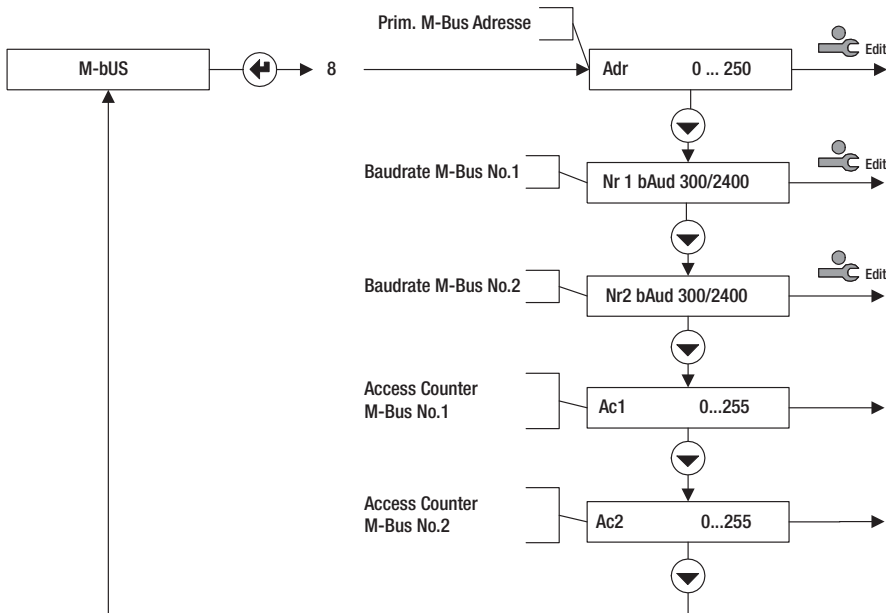 Prim. M-Bus Adresse
M-bUS
8
Adr 0 ... 250
Edit
Baudrate M-Bus No.1
Nr 1 bAud 300/2400
Edit
Baudrate M-Bus No.2
Nr2 bAud 300/2400
Edit
Access Counter
M-Bus No.1
Ac1 0...255
Access Counter
M-Bus No.2
Ac2 0...255